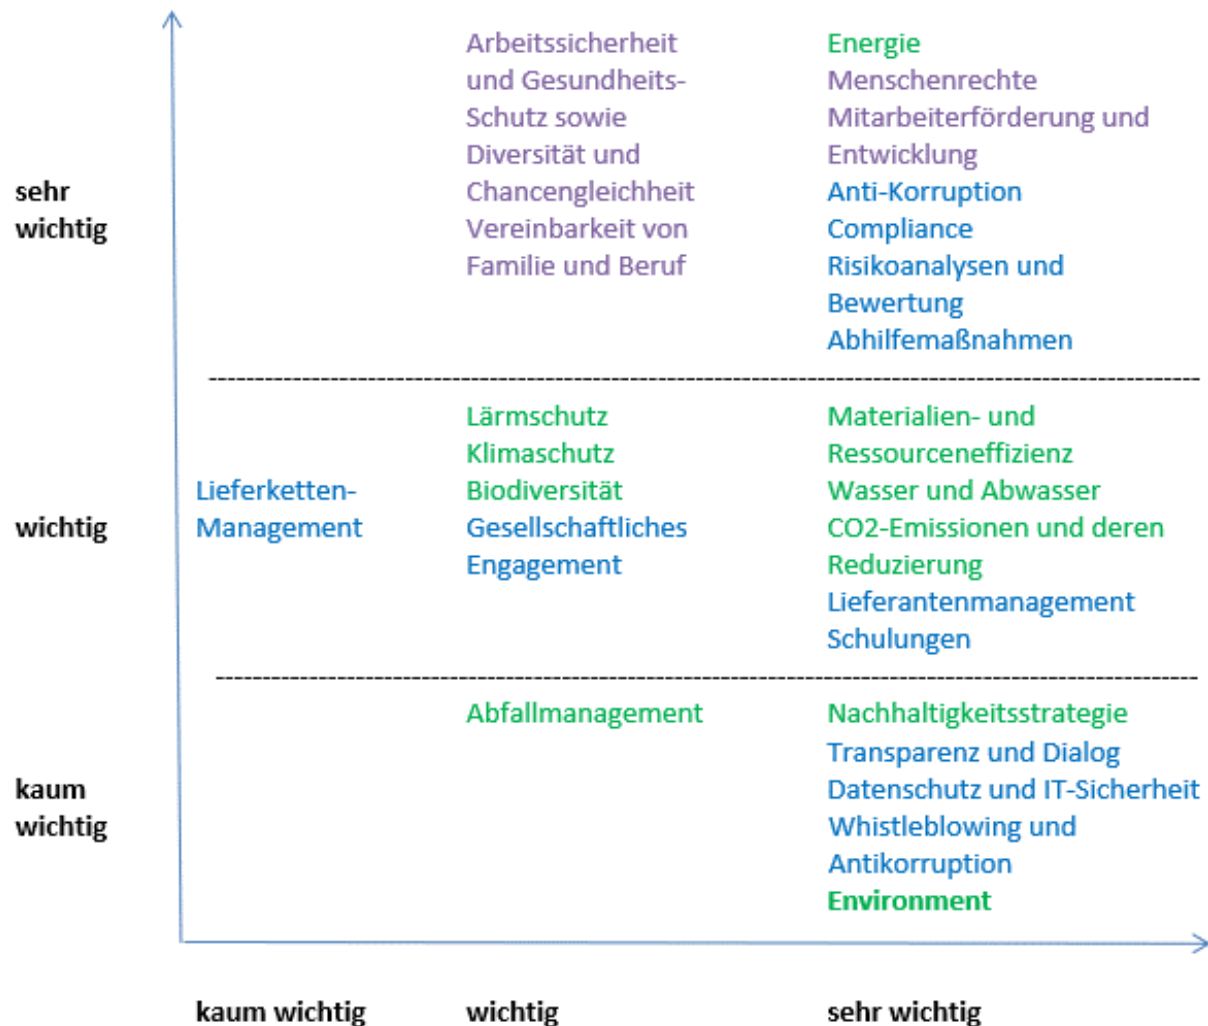 Arbeitssicherheit
und Gesundheits-
Schutz sowie
Diversität und
Chancengleichheit
Vereinbarkeit von
Familie und Beruf
Energie
Menschenrechte
Mitarbeiterförderung und
Entwicklung
Anti-Korruption
Compliance
Risikoanalysen und
Bewertung
Abhilfemaßnahmen
sehr
wichtig
Lärmschutz
Klimaschutz
Biodiversität
Gesellschaftliches
Engagement
Materialien- und
Ressourceneffizienz
Wasser und Abwasser
CO2-Emissionen und deren
Reduzierung
Lieferantenmanagement
Schulungen
Lieferketten-
Management
wichtig
Abfallmanagement
Nachhaltigkeitsstrategie
Transparenz und Dialog
Datenschutz und IT-Sicherheit
Whistleblowing und
Antikorruption
Environment
kaum
wichtig
kaum wichtig
wichtig
sehr wichtig